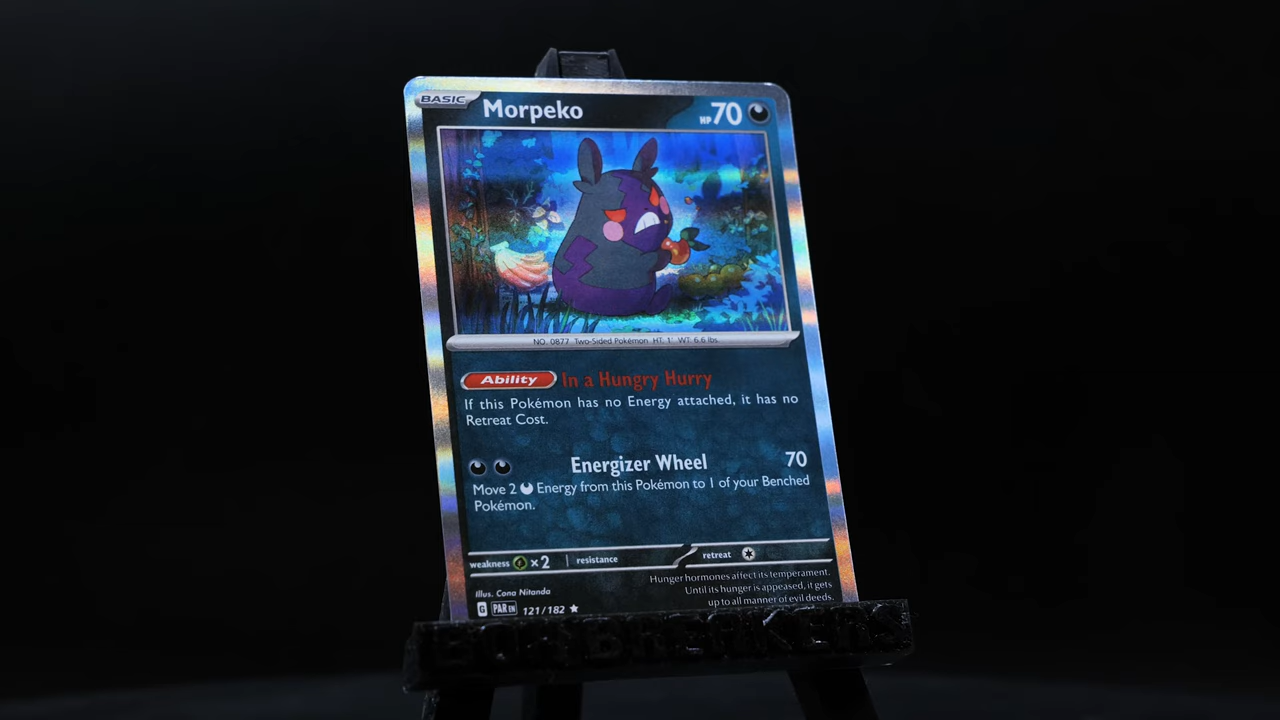 BASIC Morpeko HP 70
NO. 0877 Two-Sided Pokémon HT. 1' WT. 6.6 lbs.
Ability In a Hungry Hurry
If this Pokémon has no Energy attached, it has no
Retreat Cost.
Energizer Wheel 70
Move 2 Energy from this Pokémon to 1 of your Benched
Pokémon.
weakness ×2 resistance retreat
Illus. Cona Nitanda
Hunger hormones affect its temperament.
Until its hunger is appeased, it gets
up to all manner of evil deeds.
G PAR EN 121/182